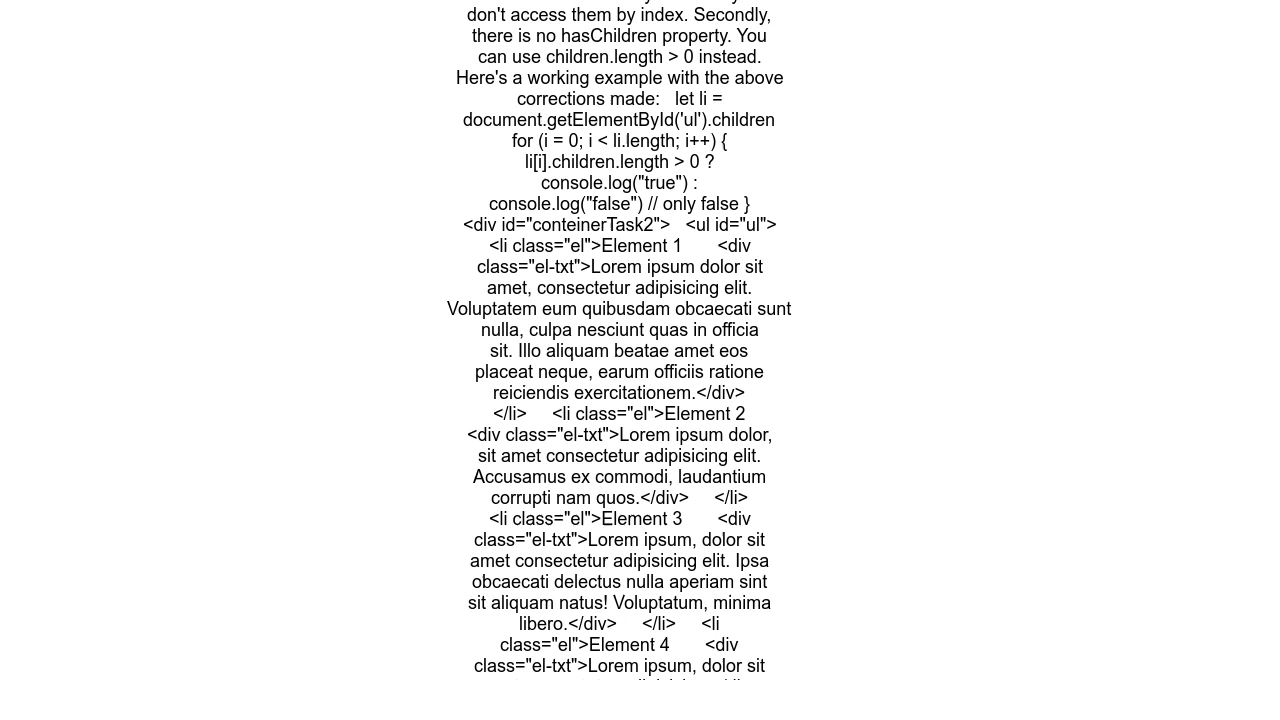 don't access them by index. Secondly,
there is no hasChildren property. You
can use children.length > 0 instead.
Here's a working example with the above
corrections made:   let li =
document.getElementById('ul').children
for (i = 0; i < li.length; i++) {
li[i].children.length > 0 ?
console.log("true") :
console.log("false") // only false }
<div id="conteinerTask2">   <ul id="ul">
<li class="el">Element 1       <div
class="el-txt">Lorem ipsum dolor sit
amet, consectetur adipisicing elit.
Voluptatem eum quibusdam obcaecati sunt
nulla, culpa nesciunt quas in officia
sit. Illo aliquam beatae amet eos
placeat neque, earum officiis ratione
reiciendis exercitationem.</div>
</li>     <li class="el">Element 2
<div class="el-txt">Lorem ipsum dolor,
sit amet consectetur adipisicing elit.
Accusamus ex commodi, laudantium
corrupti nam quos.</div>     </li>
<li class="el">Element 3       <div
class="el-txt">Lorem ipsum, dolor sit
amet consectetur adipisicing elit. Ipsa
obcaecati delectus nulla aperiam sint
sit aliquam natus! Voluptatum, minima
libero.</div>     </li>     <li
class="el">Element 4       <div
class="el-txt">Lorem ipsum, dolor sit